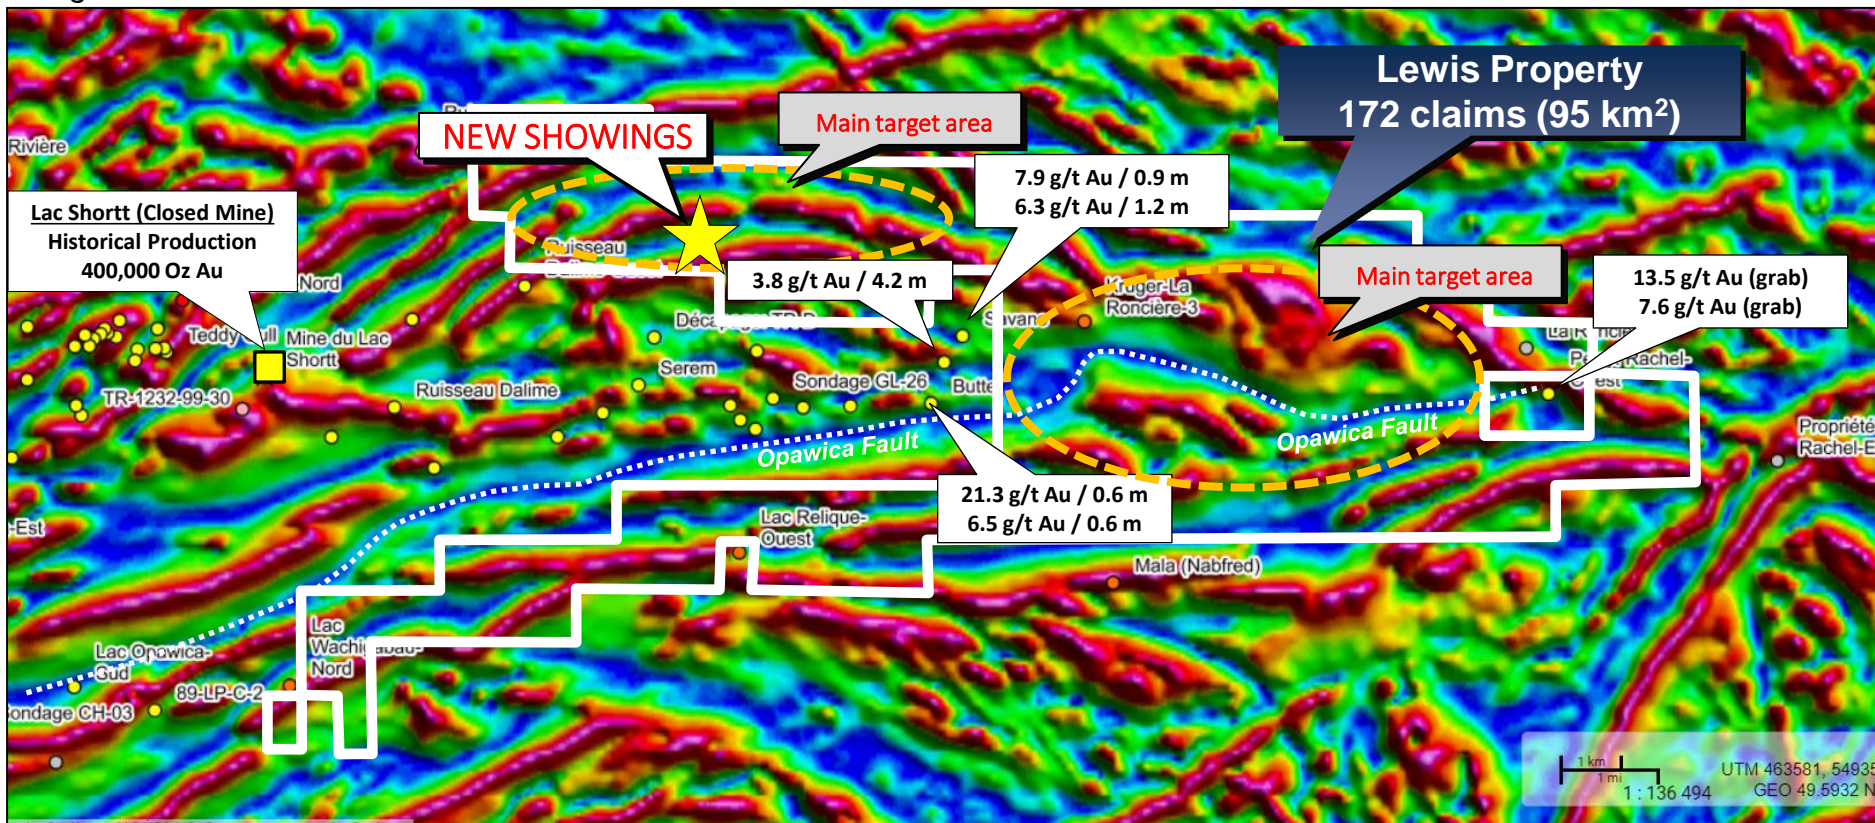 Lewis Property
172 claims (95 km²)
Main target area
NEW SHOWINGS
Rivière
7.9 g/t Au / 0.9 m
6.3 g/t Au / 1.2 m
Lac Shortt (Closed Mine)
Historical Production
400,000 Oz Au
Ruisseau
Main target area
13.5 g/t Au (grab)
7.6 g/t Au (grab)
3.8 g/t Au / 4.2 m
-Nord
Kruger-La
Roncière-3
Mine du Lac
Shortt
Serem
Sondage GL-26
Ruisseau Dalime
TR-1232-99-30
Opawica Fault
Opawica Fault
Propriété
Rachel-E
21.3 g/t Au / 0.6 m
6.5 g/t Au / 0.6 m
-Est
Lac Relique-
Ouest
Mala (Nabfred)
Lac
Wachigabau-
Nord
Lac Opawica-
Sud
89-LP-C-2
Sondage CH-03
1 km
1 mi
1 : 136 494
UTM 463581, 54935
GEO 49.5932 N